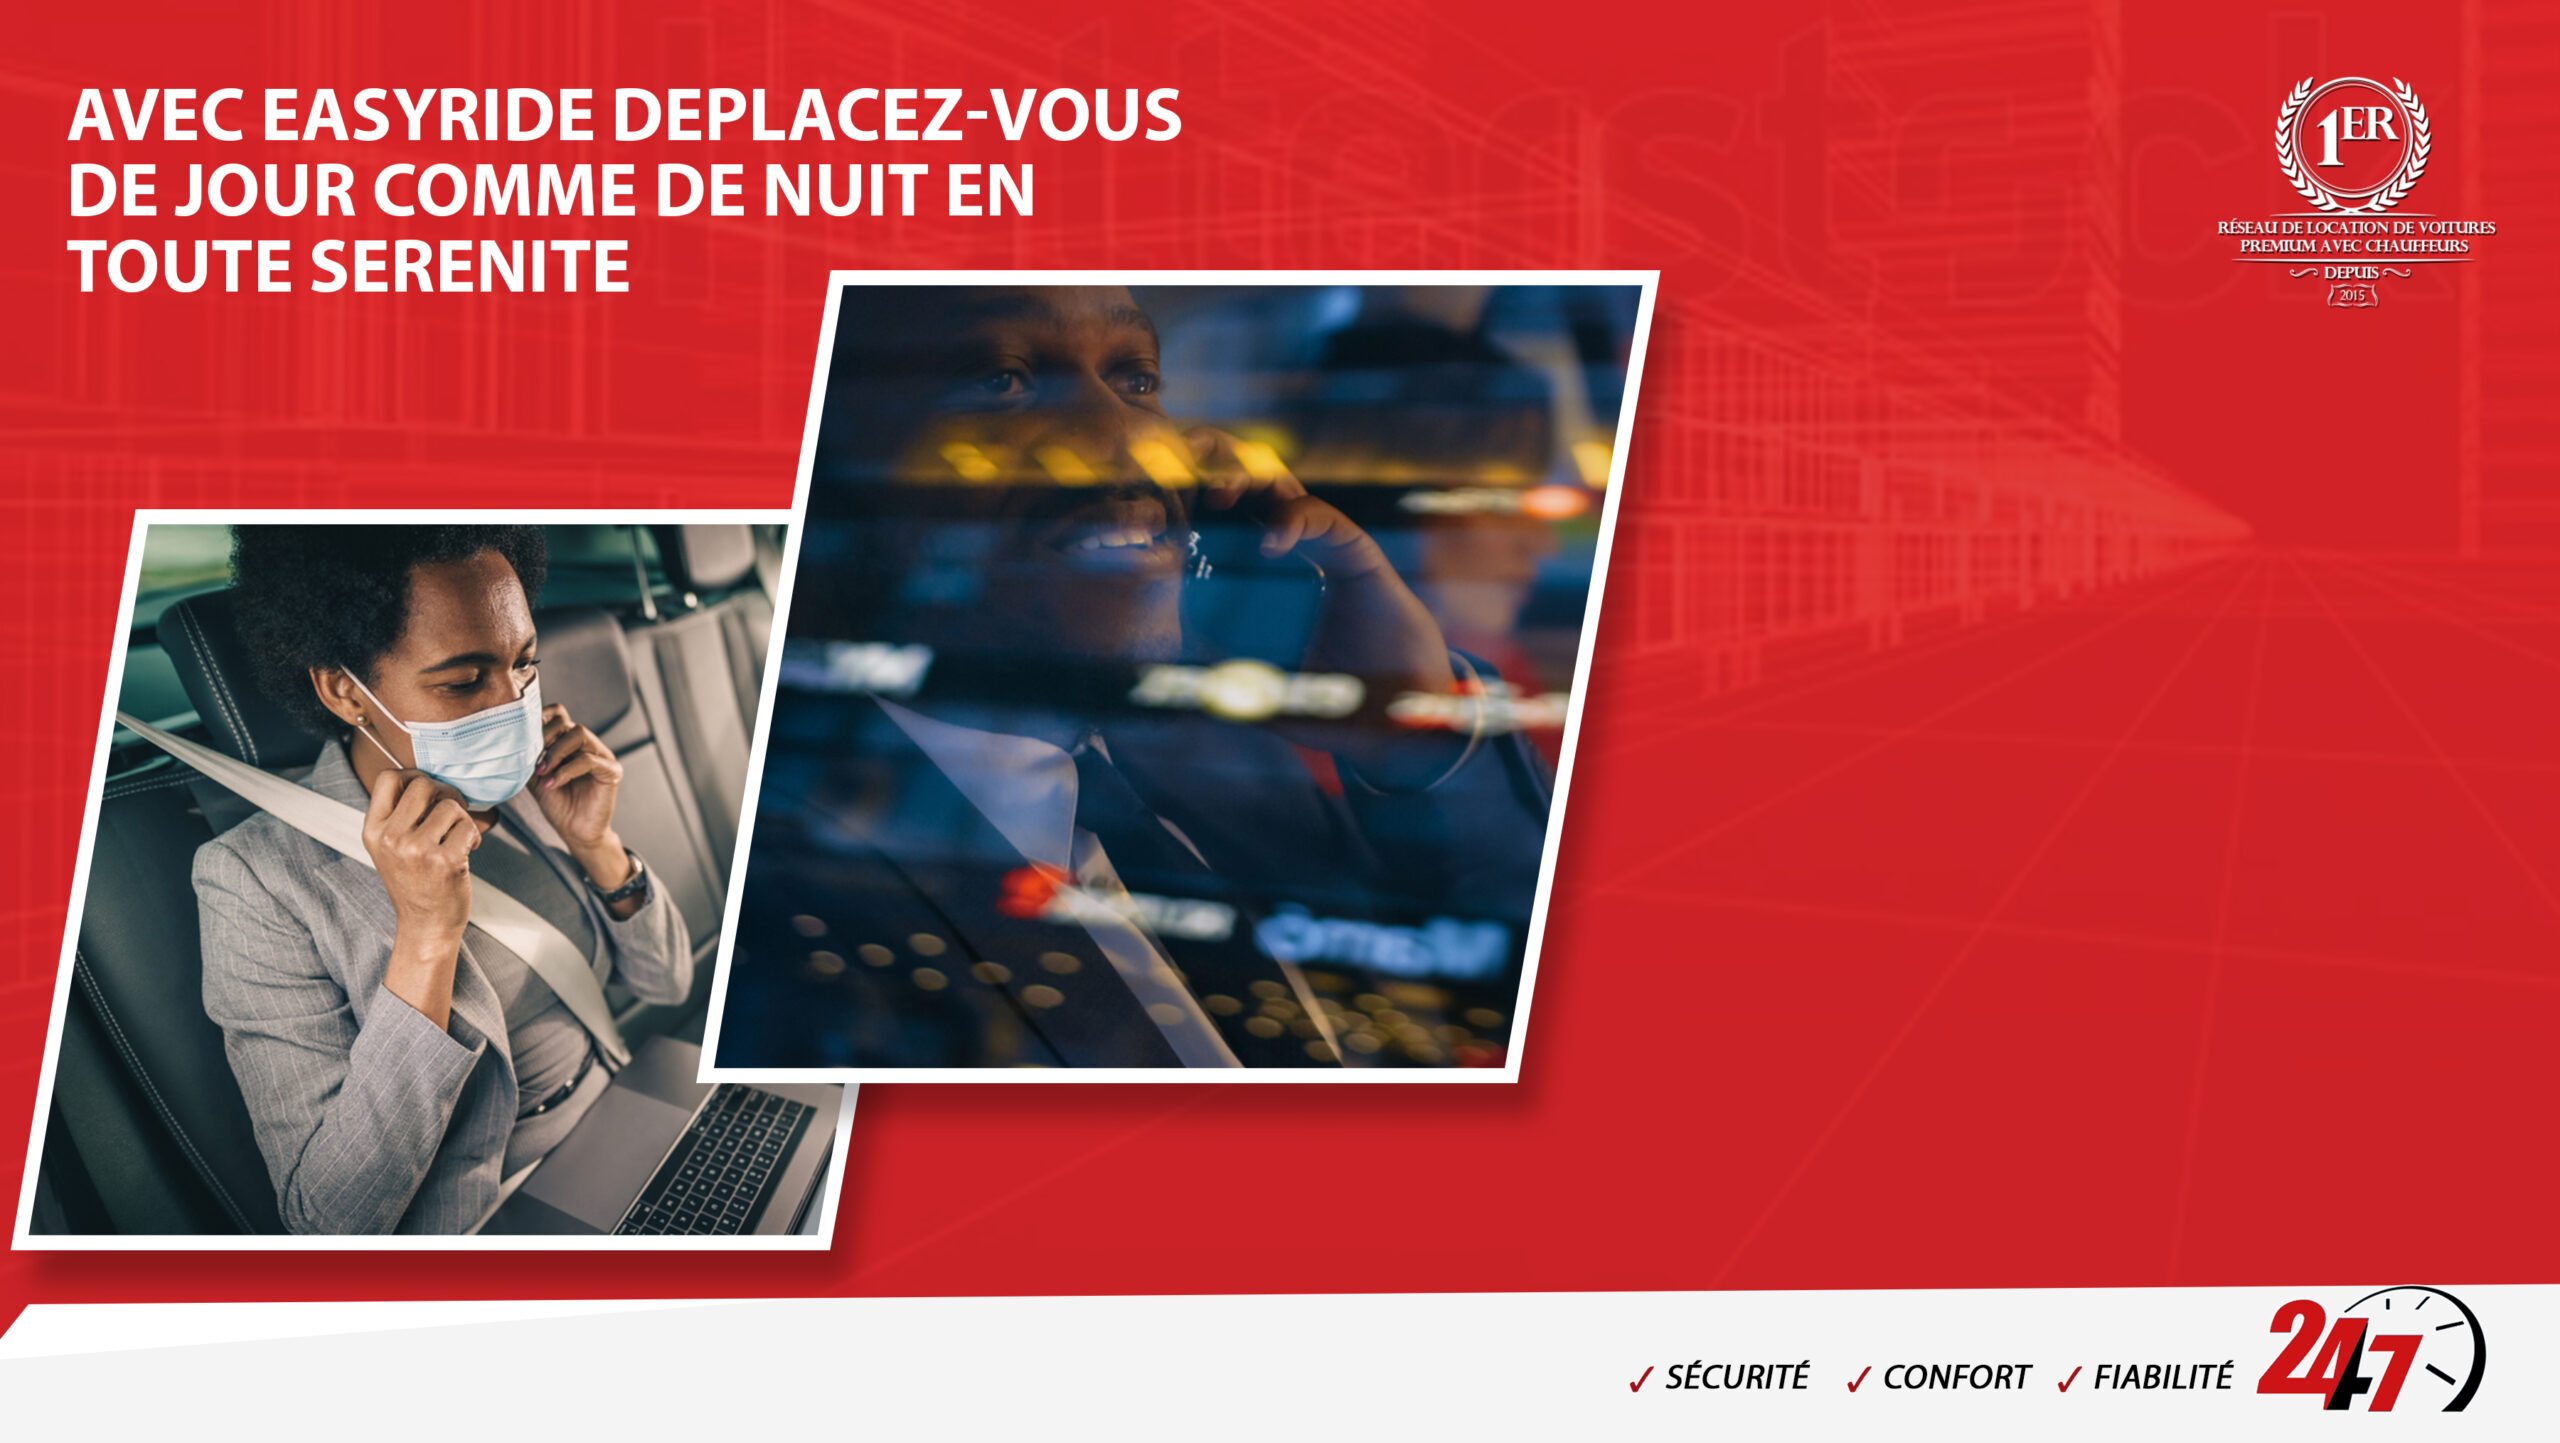 AVEC EASYRIDE DEPLACEZ-VOUS
DE JOUR COMME DE NUIT EN
TOUTE SERENITE
1ER
RÉSEAU DE LOCATION DE VOITURES
PREMIUM AVEC CHAUFFEURS
DEPUIS
2015
✓ SÉCURITÉ ✓ CONFORT ✓ FIABILITÉ
24/7